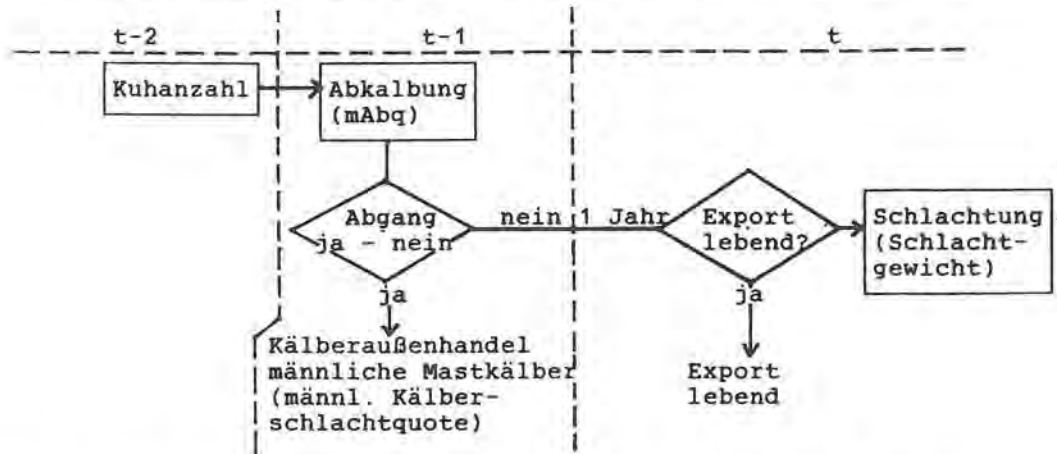 t-2
t-1
t
Kuhanzahl
Abkalbung
(mAbq)
Abgang
ja - nein
nein 1 Jahr
Export
lebend?
Schlachtung
(Schlacht-
gewicht)
ja
ja
Kälberaußenhandel
männliche Mastkälber
(männl. Kälber-
schlachtquote)
Export
lebend